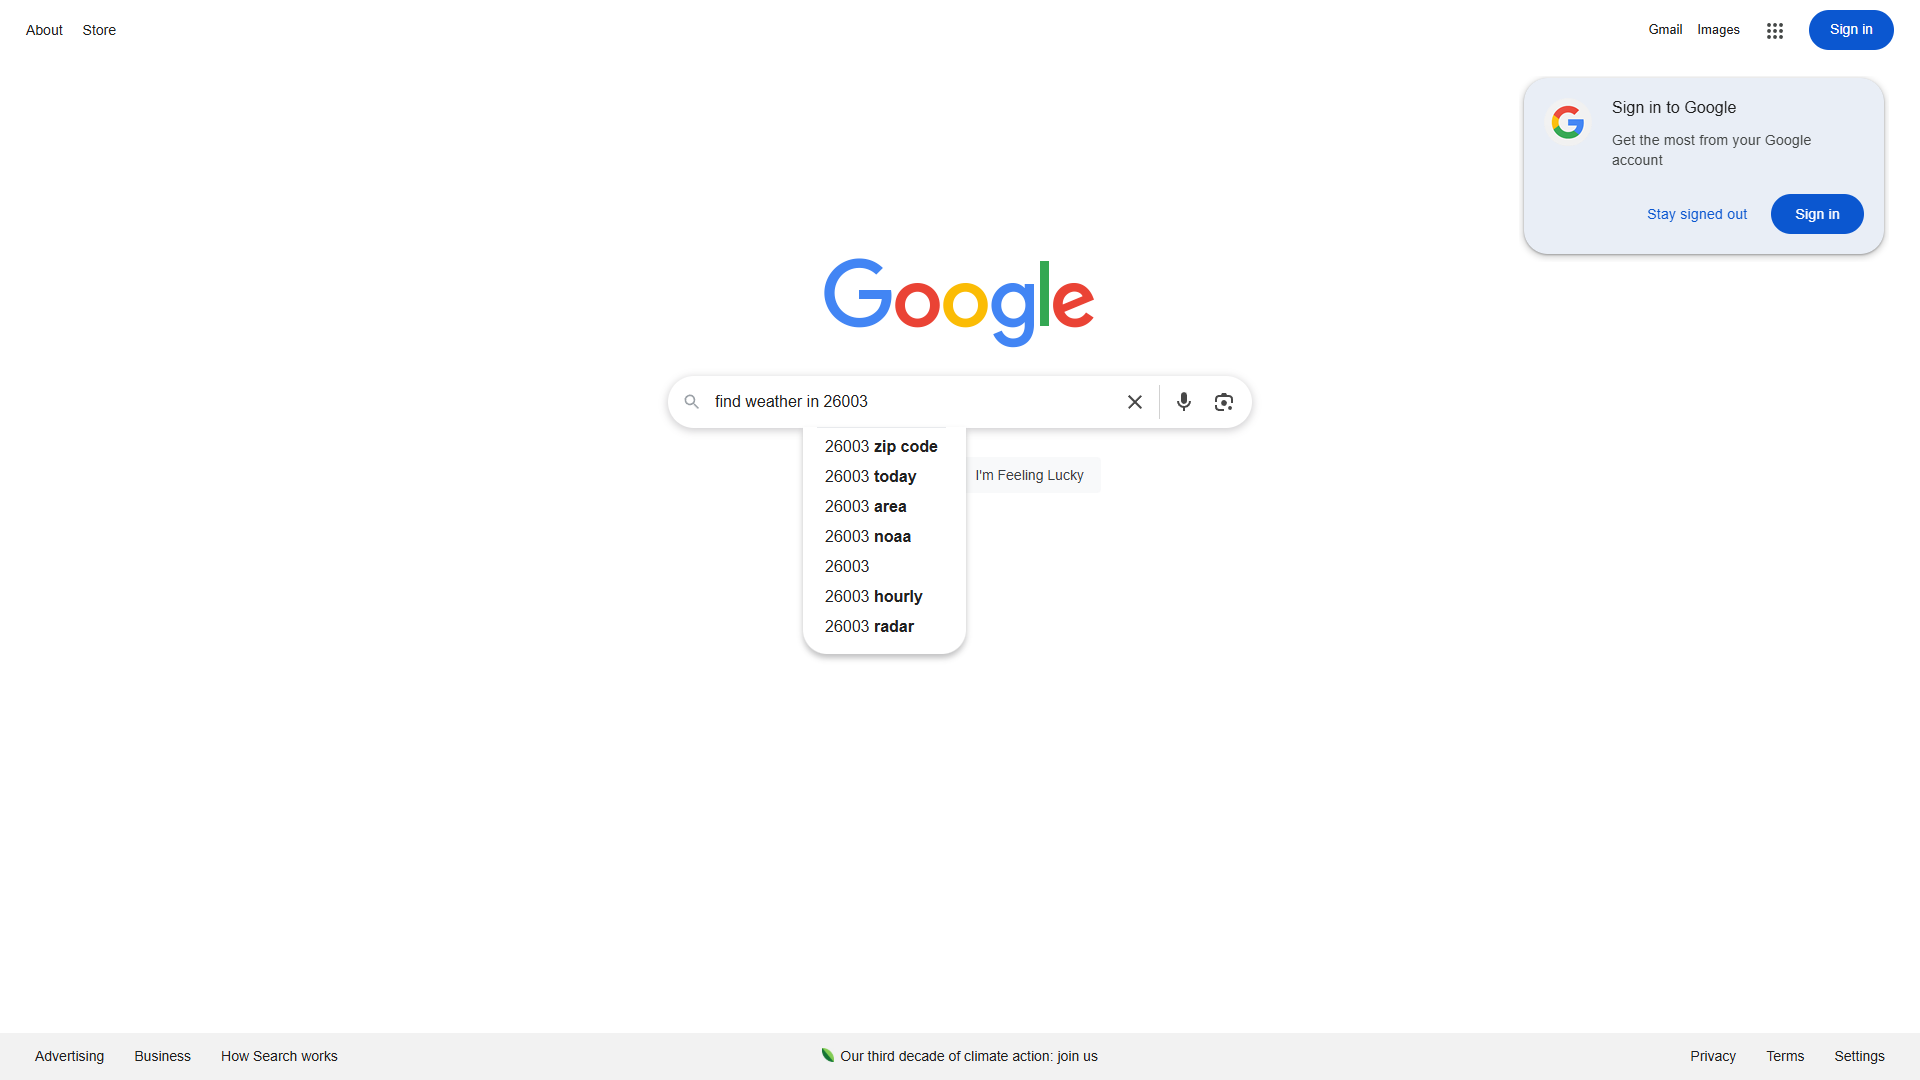 About
Store
Gmail
Images
Sign in
Sign in to Google
Get the most from your Google
account
Stay signed out
Sign in
Google
find weather in 26003
26003 zip code
26003 today
26003 area
26003 noaa
26003
26003 hourly
26003 radar
I'm Feeling Lucky
Advertising
Business
How Search works
Our third decade of climate action: join us
Privacy
Terms
Settings